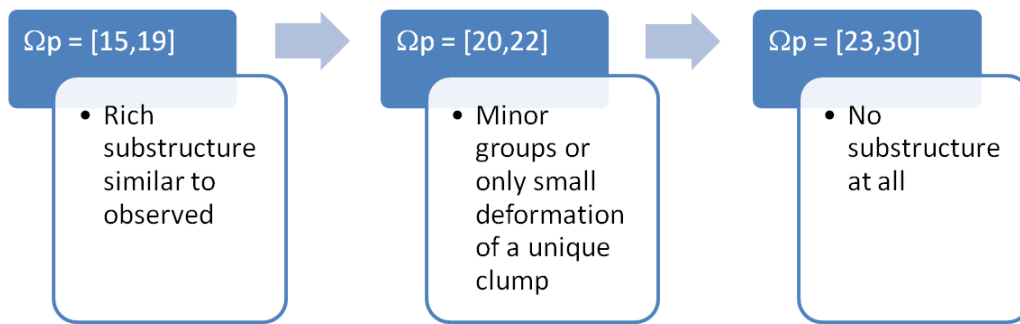 Ωp = [15,19]
• Rich
substructure
similar to
observed
Ωp = [20,22]
• Minor
groups or
only small
deformation
of a unique
clump
Ωp = [23,30]
• No
substructure
at all